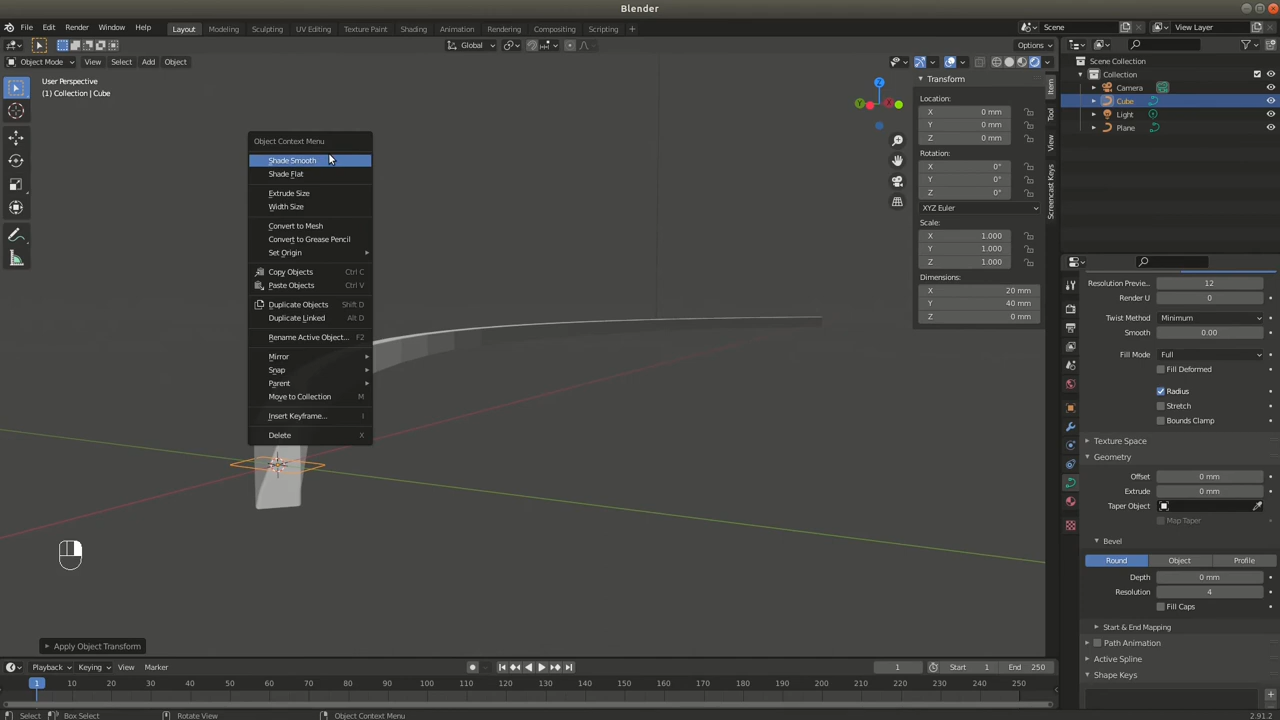 Blender
File Edit Render Window Help
Layout Modeling Sculpting UV Editing Texture Paint Shading Animation Rendering Compositing Scripting +
Scene
View Layer
Global
Options
Object Mode View Select Add Object
User Perspective
(1) Collection | Cube
Object Context Menu
Shade Smooth
Shade Flat
Extrude Size
Width Size
Convert to Mesh
Convert to Grease Pencil
Set Origin
Copy Objects Ctrl C
Paste Objects Ctrl V
Duplicate Objects Shift D
Duplicate Linked Alt D
Rename Active Object... F2
Mirror
Snap
Parent
Move to Collection M
Insert Keyframe... I
Delete X
Z
Y X
Transform
Location:
X 0 mm
Y 0 mm
Z 0 mm
Rotation:
X 0°
Y 0°
Z 0°
XYZ Euler
Scale:
X 1.000
Y 1.000
Z 1.000
Dimensions:
X 20 mm
Y 40 mm
Z 0 mm
Item
Tool
View
Screencast Keys
Scene Collection
Collection
Camera
Cube
Light
Plane
Resolution Previe... 12
Render U 0
Twist Method Minimum
Smooth 0.00
Fill Mode Full
Fill Deformed
Radius
Stretch
Bounds Clamp
Texture Space
Geometry
Offset 0 mm
Extrude 0 mm
Taper Object
Map Taper
Bevel
Round Object Profile
Depth 0 mm
Resolution 4
Fill Caps
Start & End Mapping
Path Animation
Active Spline
Shape Keys
Apply Object Transform
Playback Keying View Marker
1 Start 1 End 250
1 10 20 30 40 50 60 70 80 90 100 110 120 130 140 150 160 170 180 190 200 210 220 230 240 250
Select Box Select Rotate View Object Context Menu 2.91.2